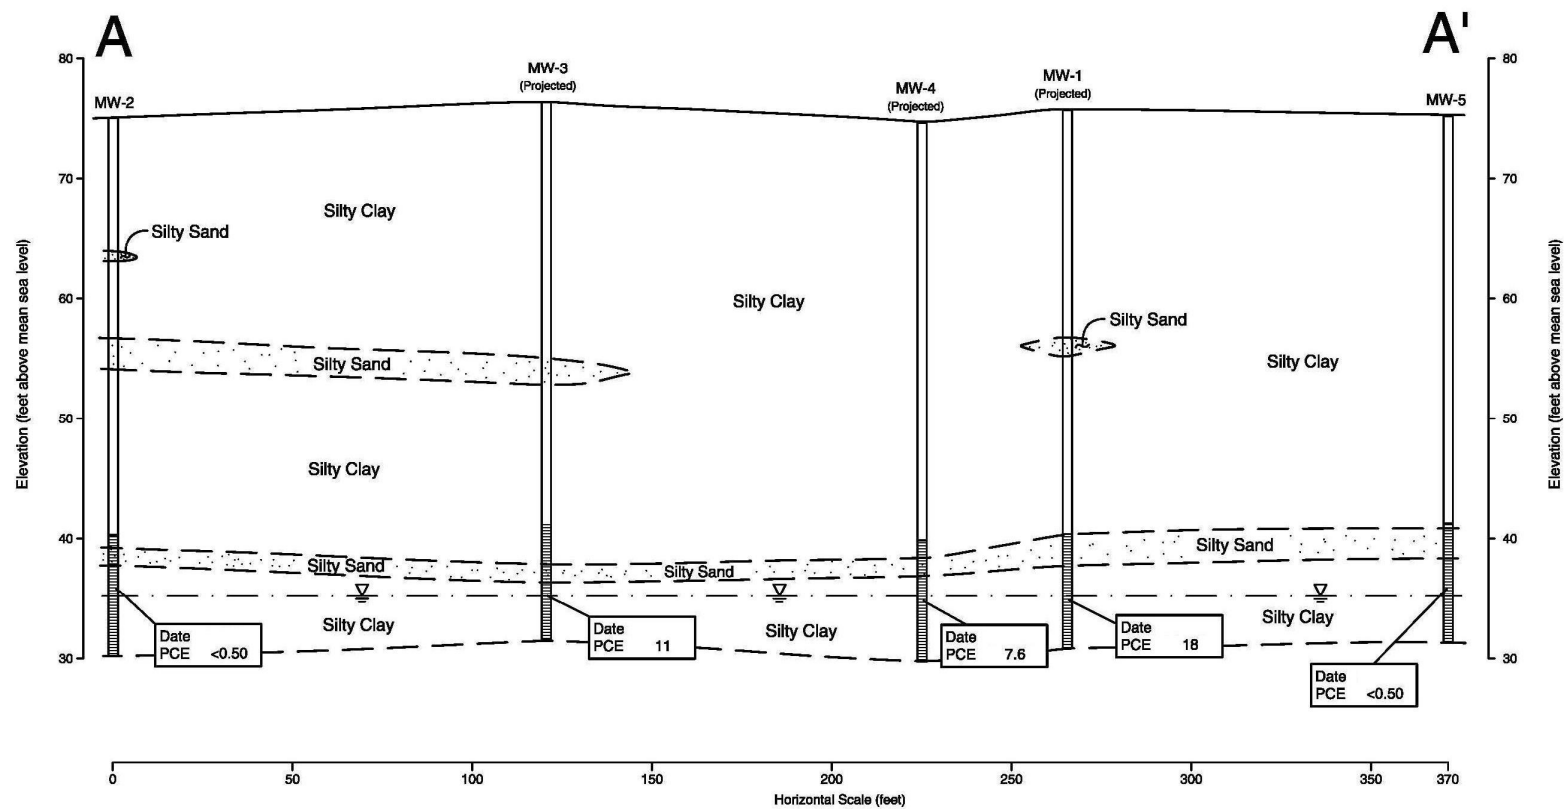 A
A'
80
80
MW-3
(Projected)
MW-1
(Projected)
MW-4
(Projected)
MW-2
MW-5
70
70
Silty Clay
Silty Sand
Elevation (feet above mean sea level)
Elevation (feet above mean sea level)
60
60
Silty Clay
Silty Sand
Silty Sand
Silty Clay
50
50
Silty Clay
40
40
Silty Sand
Silty Sand
Silty Sand
Silty Clay
Silty Clay
Silty Clay
Date
PCE <0.50
Date
PCE 11
Date
PCE 7.6
Date
PCE 18
Date
PCE <0.50
30
30
0
50
100
150
200
250
300
350
370
Horizontal Scale (feet)